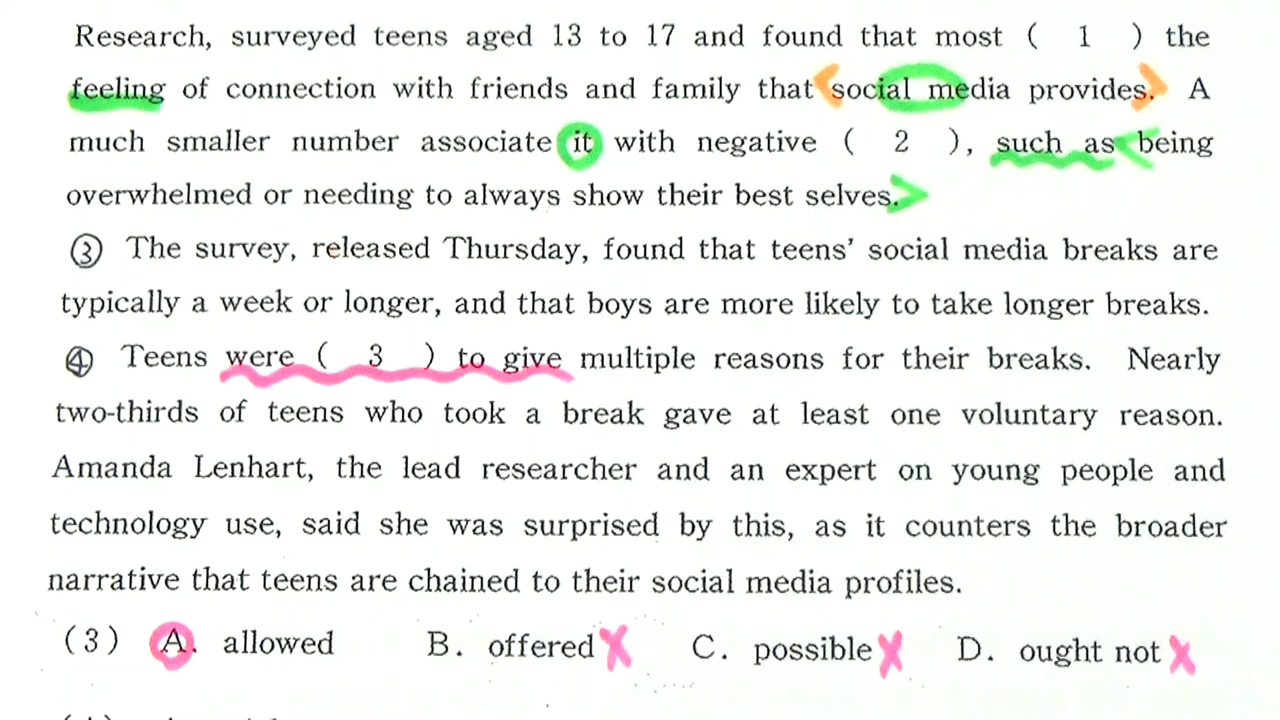 Research, surveyed teens aged 13 to 17 and found that most ( 1 ) the
feeling of connection with friends and family that social media provides. A
much smaller number associate it with negative ( 2 ), such as being
overwhelmed or needing to always show their best selves.
③ The survey, released Thursday, found that teens’ social media breaks are
typically a week or longer, and that boys are more likely to take longer breaks.
④ Teens were ( 3 ) to give multiple reasons for their breaks. Nearly
two-thirds of teens who took a break gave at least one voluntary reason.
Amanda Lenhart, the lead researcher and an expert on young people and
technology use, said she was surprised by this, as it counters the broader
narrative that teens are chained to their social media profiles.
(3) A. allowed B. offered C. possible D. ought not